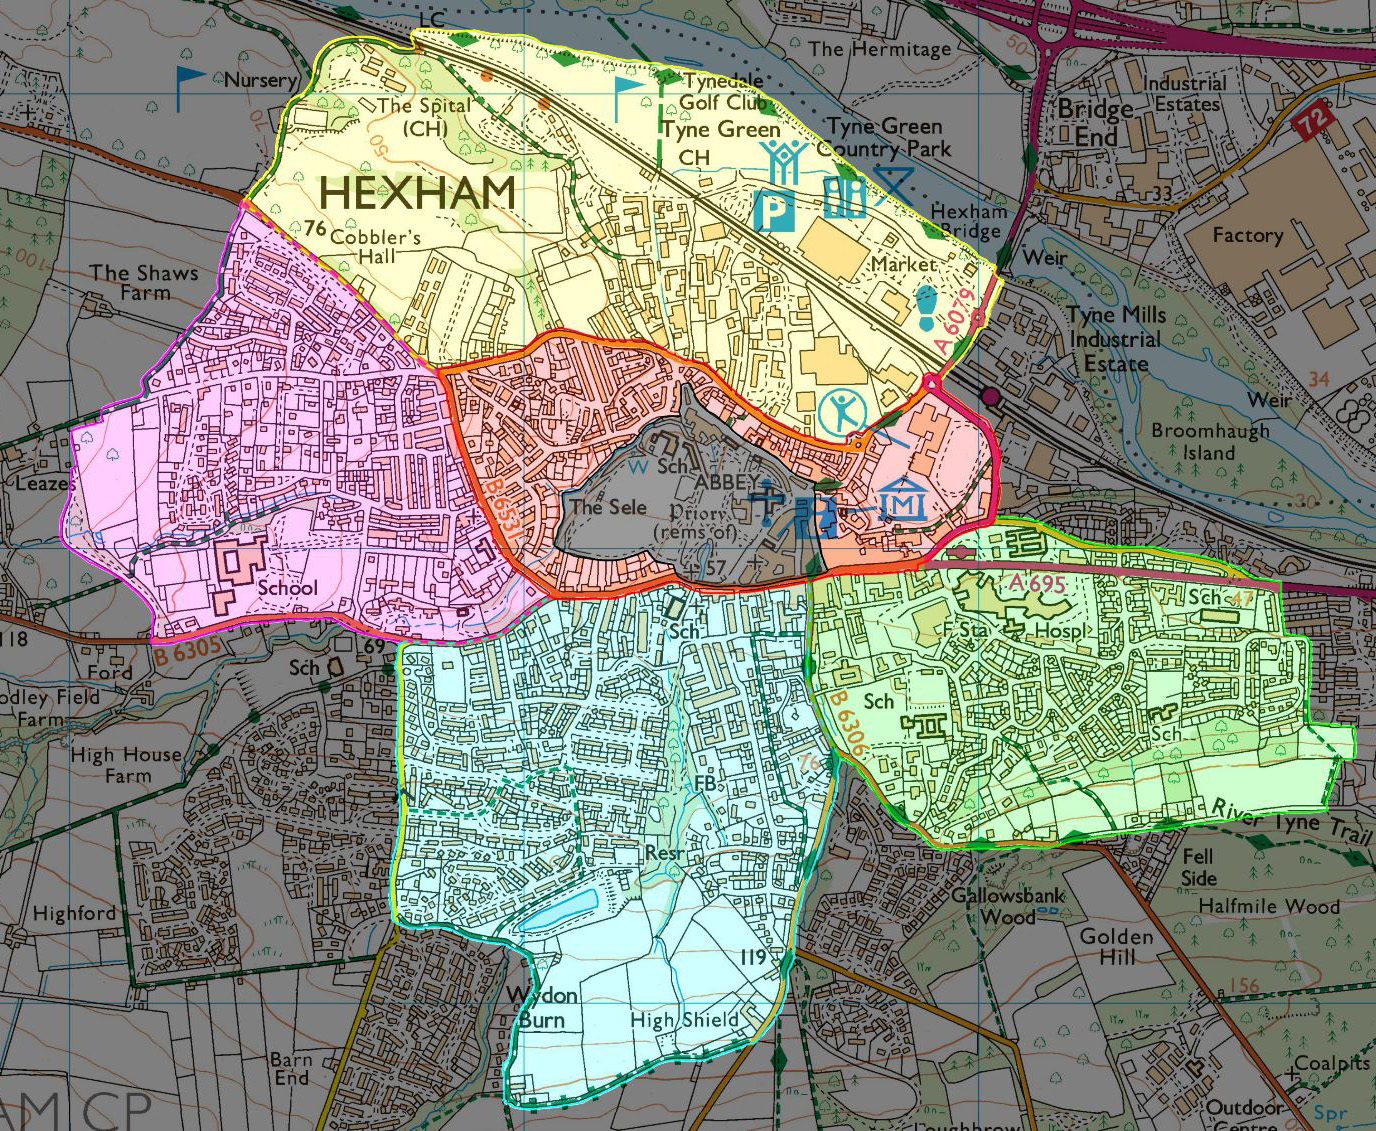 LC
The Hermitage
Nursery
Tynedale
Golf Club
Industrial
Estates
The Spital
(CH)
Bridge
End
72
70
50
50
Tyne Green
CH
Tyne Green
Country Park
P
HEXHAM
33
76
Cobbler's
Hall
Hexham
Bridge
Factory
100
The Shaws
Farm
Market
Weir
A 6079
Tyne Mills
Industrial
Estate
34
Weir
Broomhaugh
Island
Leazes
W
Sch
ABBEY
The Sele
Priory
(rems of)
M
30
B 6531
57
School
A 695
Sch
47
118
B 6305
69
Sch
F Sta
Hospl
Ford
Sch
Sch
odley Field
Farm
B 6306
Sch
High House
Farm
76
FB
River Tyne Trail
Resr
Fell
Side
Highford
Gallowsbank
Wood
Halfmile Wood
Golden
Hill
119
156
Wydon
Burn
High Shield
Barn
End
Coalpits
AM CP
Outdoor
Centre
Spr
Loughbrow